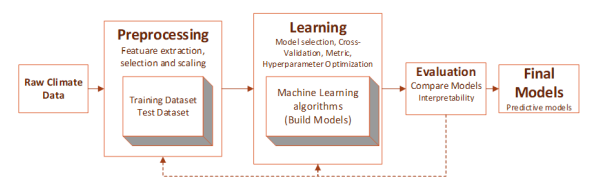 Raw Climate
Data
Preprocessing
Featuare extraction,
selection and scaling
Training Dataset
Test Dataset
Learning
Model selection, Cross-
Validation, Metric,
Hyperparameter Optimization
Machine Learning
algorithms
(Build Models)
Evaluation
Compare Models
Interpretability
Final
Models
Predictive models